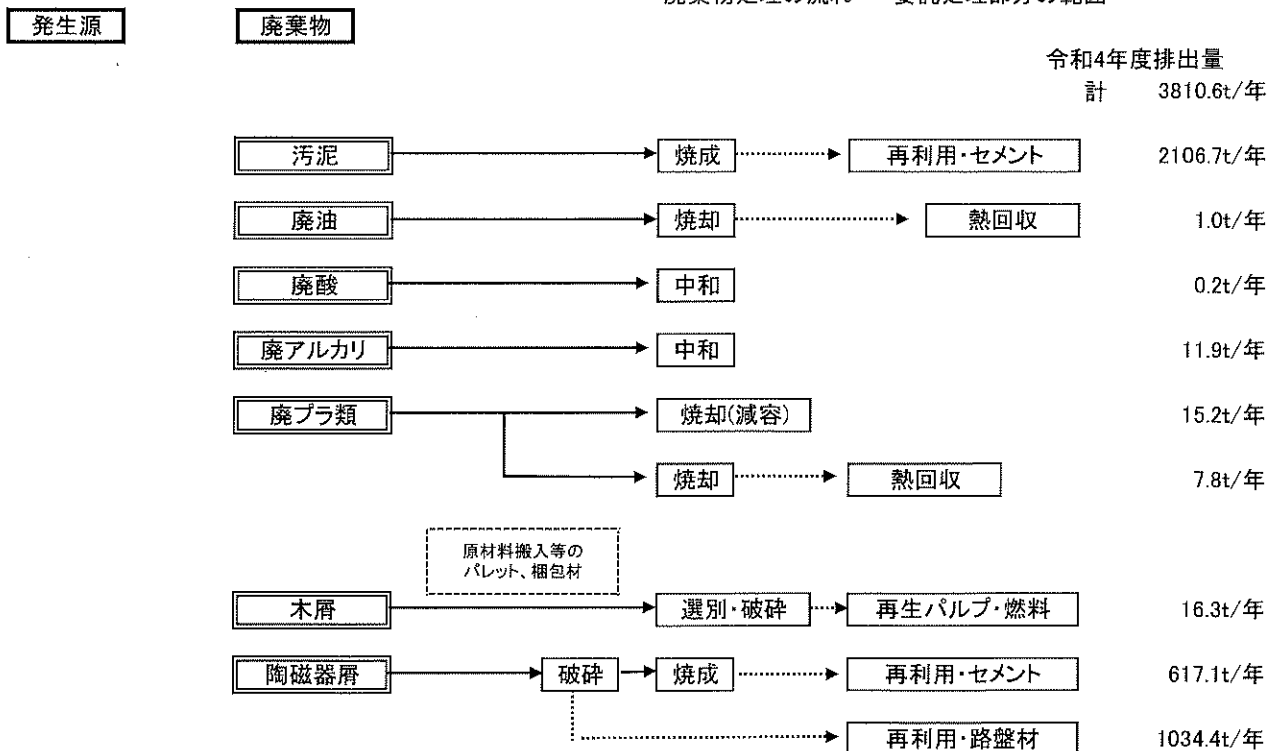 発生源
廃棄物
令和4年度排出量
計 3810.6t/年
汚泥 焼成 再利用・セメント 2106.7t/年
廃油 焼却 熱回収 1.0t/年
廃酸 中和 0.2t/年
廃アルカリ 中和 11.9t/年
廃プラ類 焼却(減容) 15.2t/年
焼却 熱回収 7.8t/年
原材料搬入等の
パレット、梱包材
木屑 選別・破砕 再生パルプ・燃料 16.3t/年
陶磁器屑 破砕 焼成 再利用・セメント 617.1t/年
再利用・路盤材 1034.4t/年